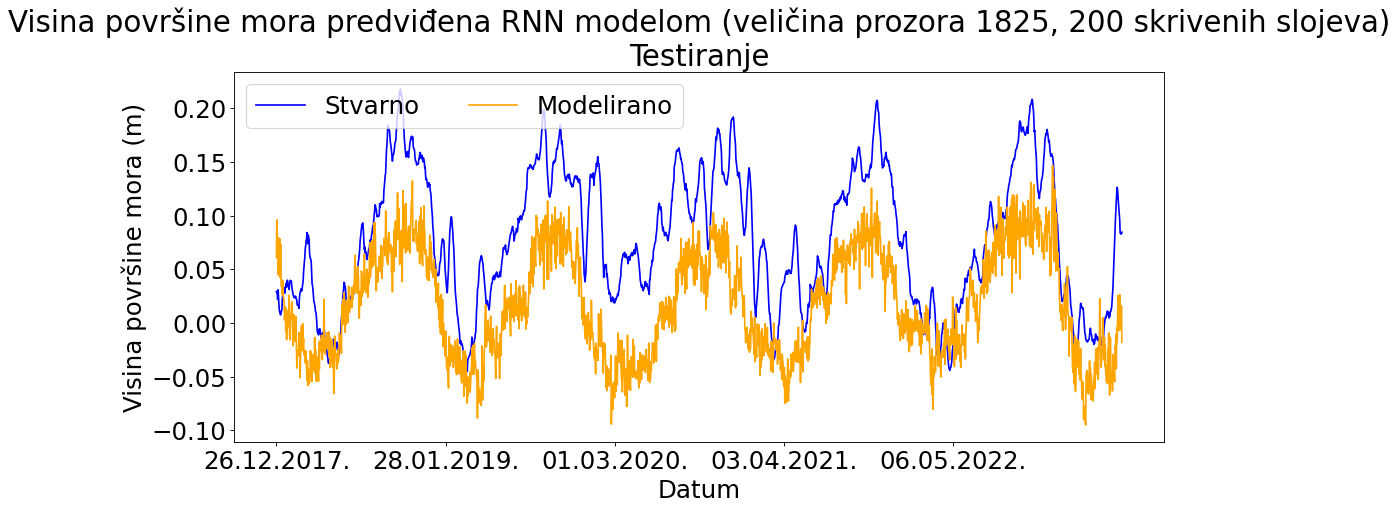 Visina površine mora predviđena RNN modelom (veličina prozora 1825, 200 skrivenih slojeva)
Testiranje
Stvarno Modelirano
Visina površine mora (m)
0.20
0.15
0.10
0.05
0.00
−0.05
−0.10
26.12.2017. 28.01.2019. 01.03.2020. 03.04.2021. 06.05.2022.
Datum